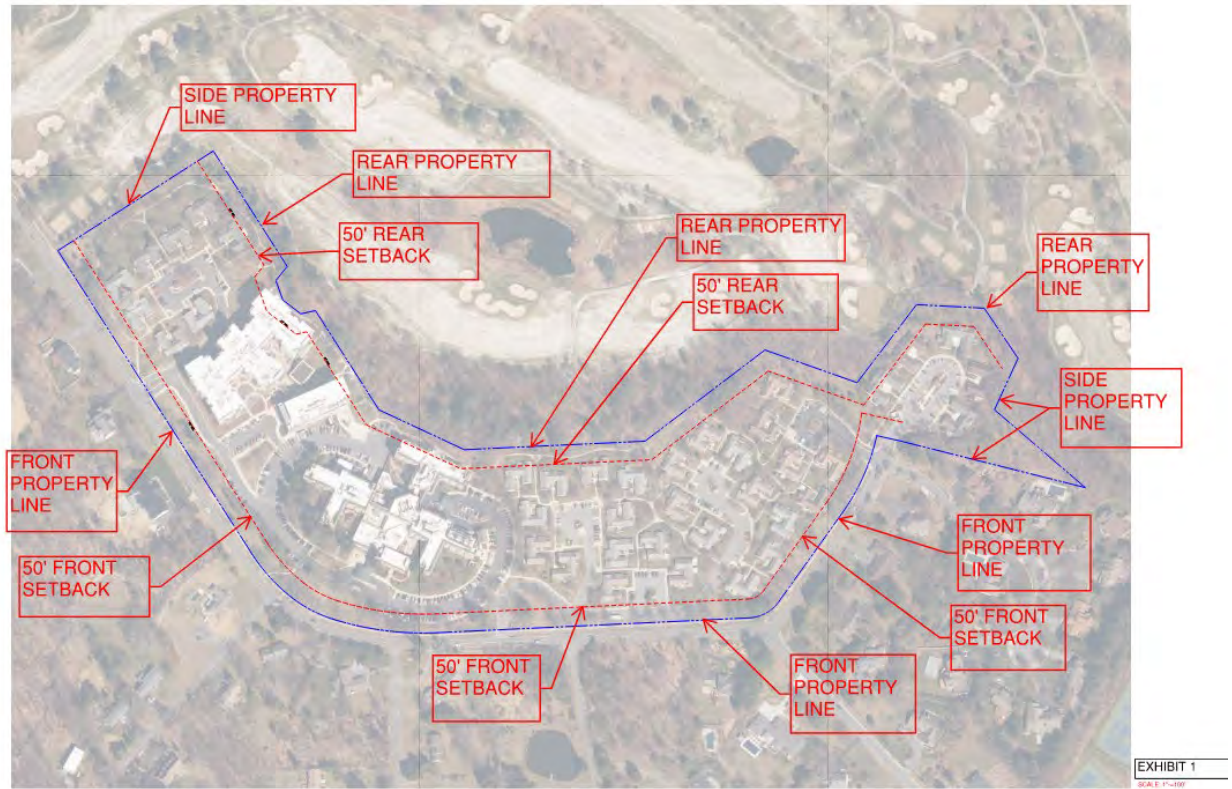 SIDE PROPERTY
LINE
REAR PROPERTY
LINE
50' REAR
SETBACK
REAR PROPERTY
LINE
50' REAR
SETBACK
REAR
PROPERTY
LINE
SIDE
PROPERTY
LINE
FRONT
PROPERTY
LINE
50' FRONT
SETBACK
50' FRONT
SETBACK
FRONT
PROPERTY
LINE
50' FRONT
SETBACK
FRONT
PROPERTY
LINE
EXHIBIT 1